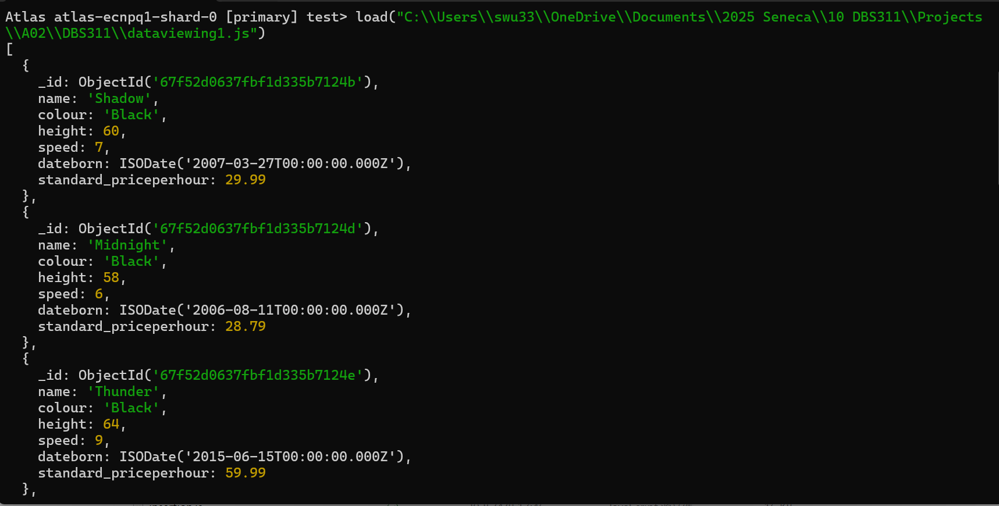 Atlas atlas-ecnpq1-shard-0 [primary] test> load("C:\\Users\\swu33\\OneDrive\\Documents\\2025 Seneca\\10 DBS311\\Projects
\\A02\\DBS311\\dataviewing1.js")
[
  {
    _id: ObjectId('67f52d0637fbf1d335b7124b'),
    name: 'Shadow',
    colour: 'Black',
    height: 60,
    speed: 7,
    dateborn: ISODate('2007-03-27T00:00:00.000Z'),
    standard_priceperhour: 29.99
  },
  {
    _id: ObjectId('67f52d0637fbf1d335b7124d'),
    name: 'Midnight',
    colour: 'Black',
    height: 58,
    speed: 6,
    dateborn: ISODate('2006-08-11T00:00:00.000Z'),
    standard_priceperhour: 28.79
  },
  {
    _id: ObjectId('67f52d0637fbf1d335b7124e'),
    name: 'Thunder',
    colour: 'Black',
    height: 64,
    speed: 9,
    dateborn: ISODate('2015-06-15T00:00:00.000Z'),
    standard_priceperhour: 59.99
  },